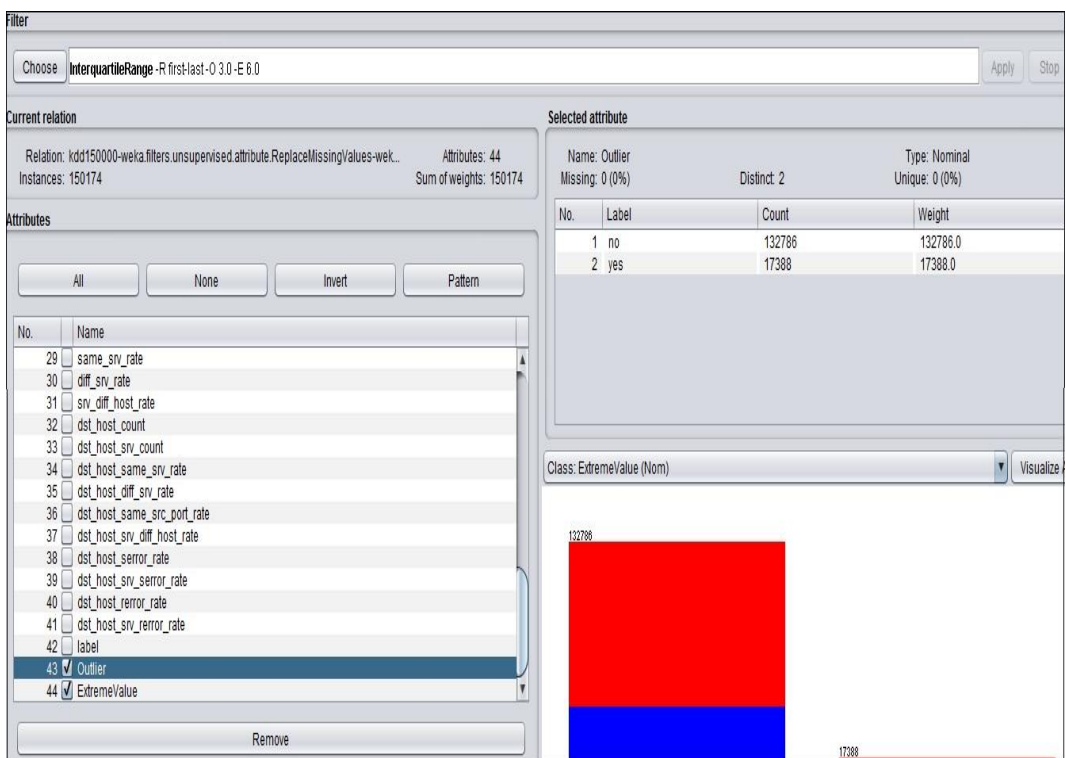 Filter
Choose InterquartileRange -R first-last -O 3.0 -E 6.0 Apply Stop
Current relation
Relation: kdd150000-weka.filters.unsupervised.attribute.ReplaceMissingValues-wek... Attributes: 44
Instances: 150174 Sum of weights: 150174
Attributes
All None Invert Pattern
No. Name
29 same_srv_rate
30 diff_srv_rate
31 srv_diff_host_rate
32 dst_host_count
33 dst_host_srv_count
34 dst_host_same_srv_rate
35 dst_host_diff_srv_rate
36 dst_host_same_src_port_rate
37 dst_host_srv_diff_host_rate
38 dst_host_serror_rate
39 dst_host_srv_serror_rate
40 dst_host_rerror_rate
41 dst_host_srv_rerror_rate
42 label
43 Outlier
44 ExtremeValue
Remove
Selected attribute
Name: Outlier Type: Nominal
Missing: 0 (0%) Distinct: 2 Unique: 0 (0%)
No. Label Count Weight
1 no 132786 132786.0
2 yes 17388 17388.0
Class: ExtremeValue (Nom) Visualize
132786
17388